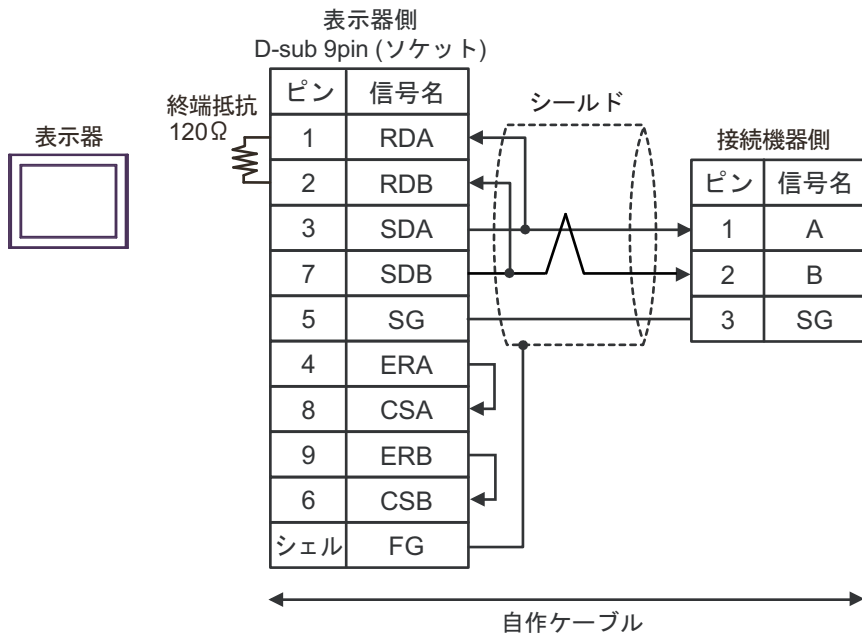 表示器側
D-sub 9pin (ソケット)
終端抵抗
120Ω
表示器
シールド
接続機器側
ピン 信号名
1 RDA
2 RDB
3 SDA
7 SDB
5 SG
4 ERA
8 CSA
9 ERB
6 CSB
シェル FG
ピン 信号名
1 A
2 B
3 SG
自作ケーブル